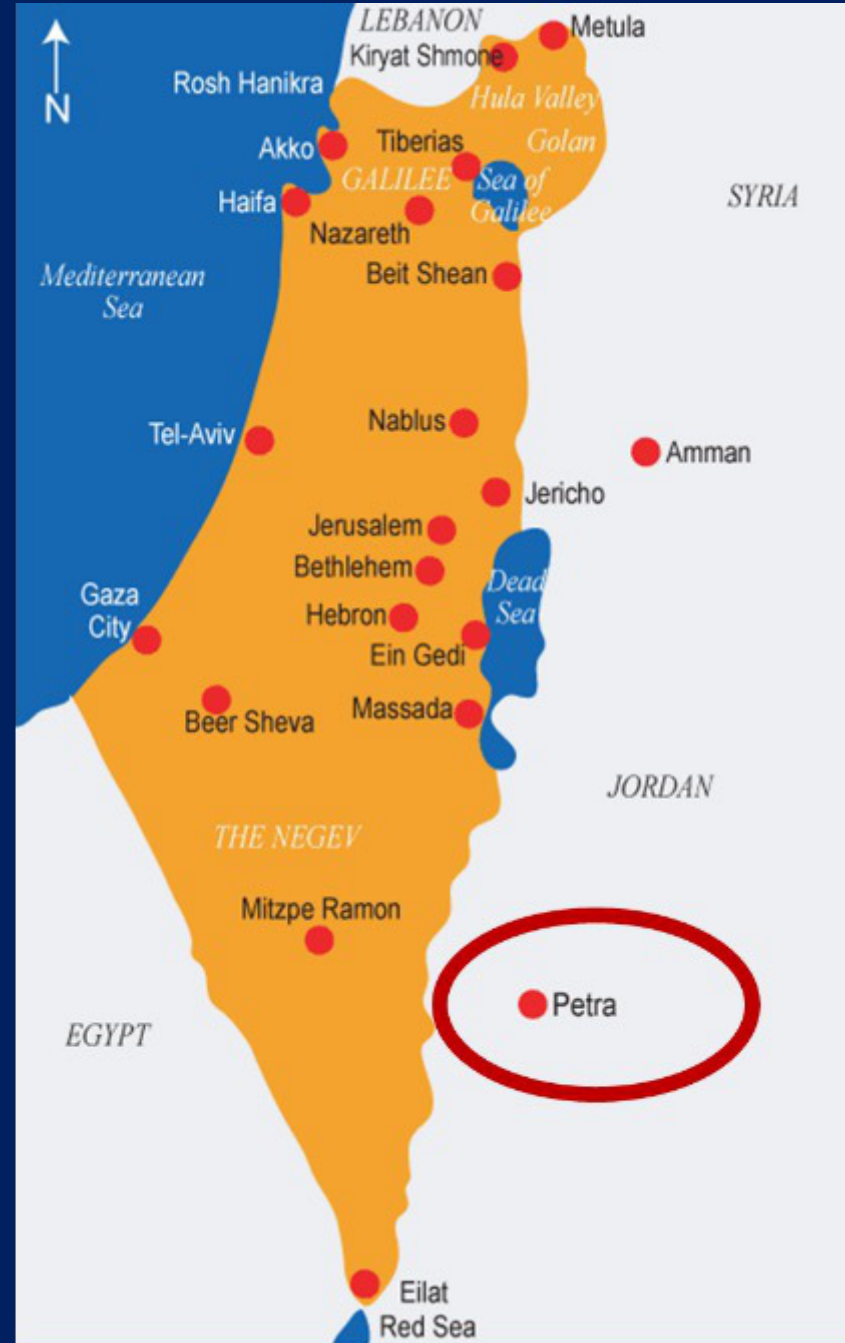 LEBANON
Metula
Kiryat Shmone
N
Rosh Hanikra
Hula Valley
Golan
Akko
Tiberias
GALILEE
Sea of
Galilee
SYRIA
Haifa
Nazareth
Beit Shean
Mediterranean
Sea
Nablus
Tel-Aviv
Amman
Jericho
Jerusalem
Bethlehem
Dead
Sea
Gaza
City
Hebron
Ein Gedi
Massada
Beer Sheva
JORDAN
THE NEGEV
Mitzpe Ramon
Petra
EGYPT
Eilat
Red Sea